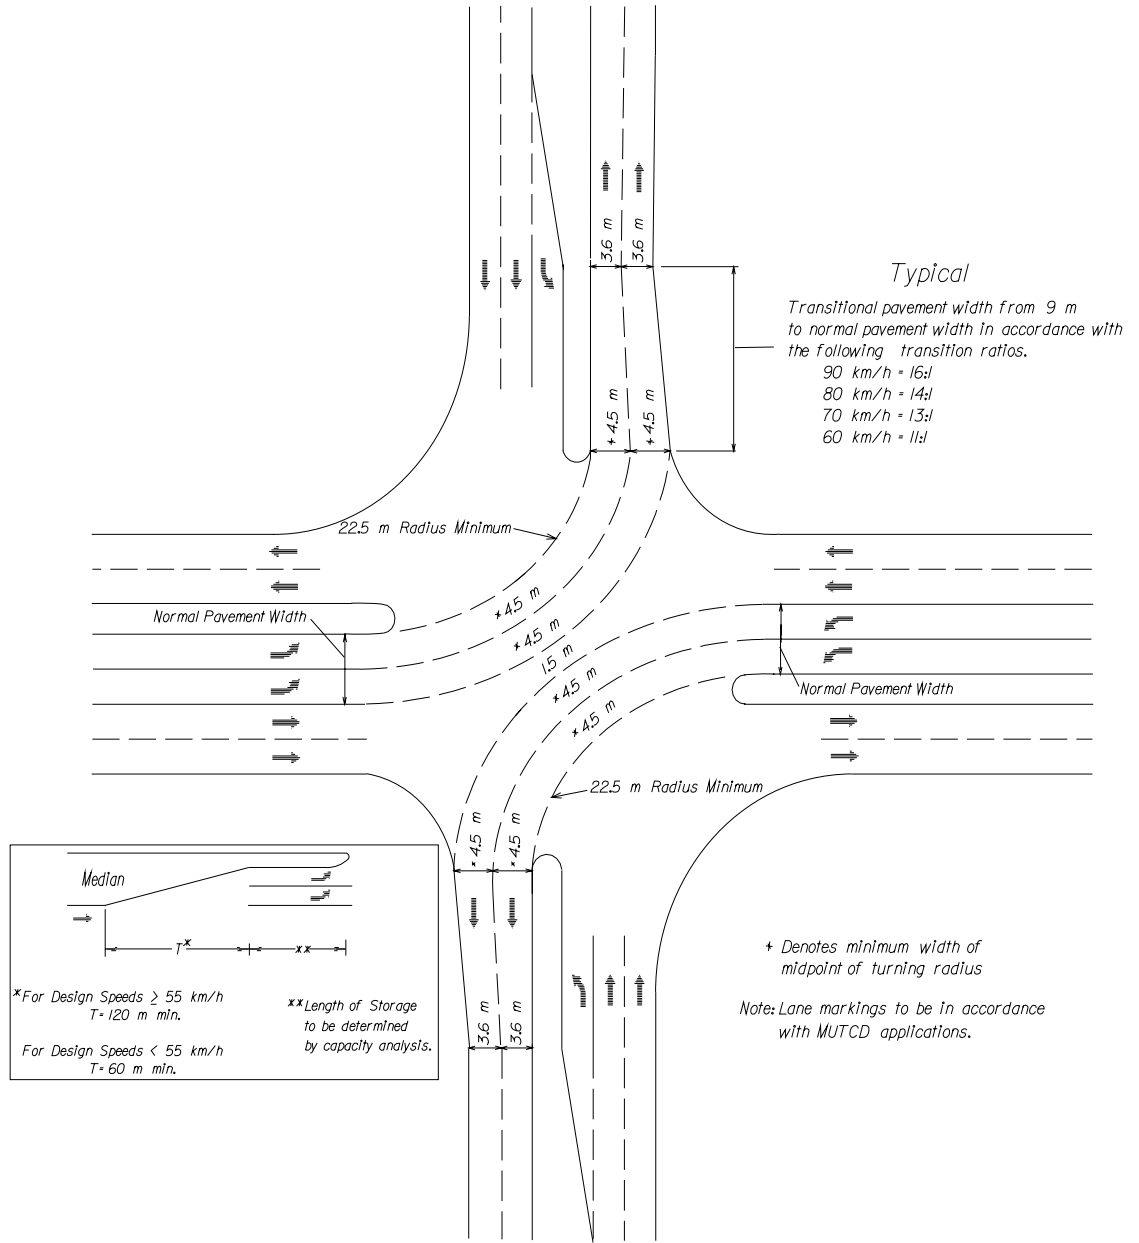 3.6 m
3.6 m
Typical
Transitional pavement width from 9 m
to normal pavement width in accordance with
the following transition ratios.
90 km/h = 16:1
80 km/h = 14:1
70 km/h = 13:1
60 km/h = 11:1
+ 4.5 m
+ 4.5 m
22.5 m Radius Minimum
Normal Pavement Width
* 4.5 m
* 4.5 m
1.5 m
* 4.5 m
* 4.5 m
Normal Pavement Width
22.5 m Radius Minimum
* 4.5 m
* 4.5 m
3.6 m
3.6 m
Median
T*
**
*For Design Speeds ≥ 55 km/h
T= 120 m min.
For Design Speeds < 55 km/h
T= 60 m min.
**Length of Storage
to be determined
by capacity analysis.
+ Denotes minimum width of
midpoint of turning radius
Note: Lane markings to be in accordance
with MUTCD applications.